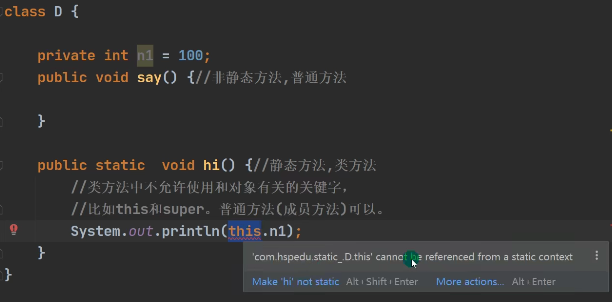 class D {
private int n1 = 100;
public void say() {//非静态方法,普通方法
}
public static  void hi() {//静态方法,类方法
//类方法中不允许使用和对象有关的关键字，
//比如this和super。普通方法(成员方法)可以。
System.out.println(this.n1);
'com.hspedu.static_.D.this' cannot be referenced from a static context
}
Make 'hi' not static Alt+Shift+Enter More actions... Alt+Enter
}